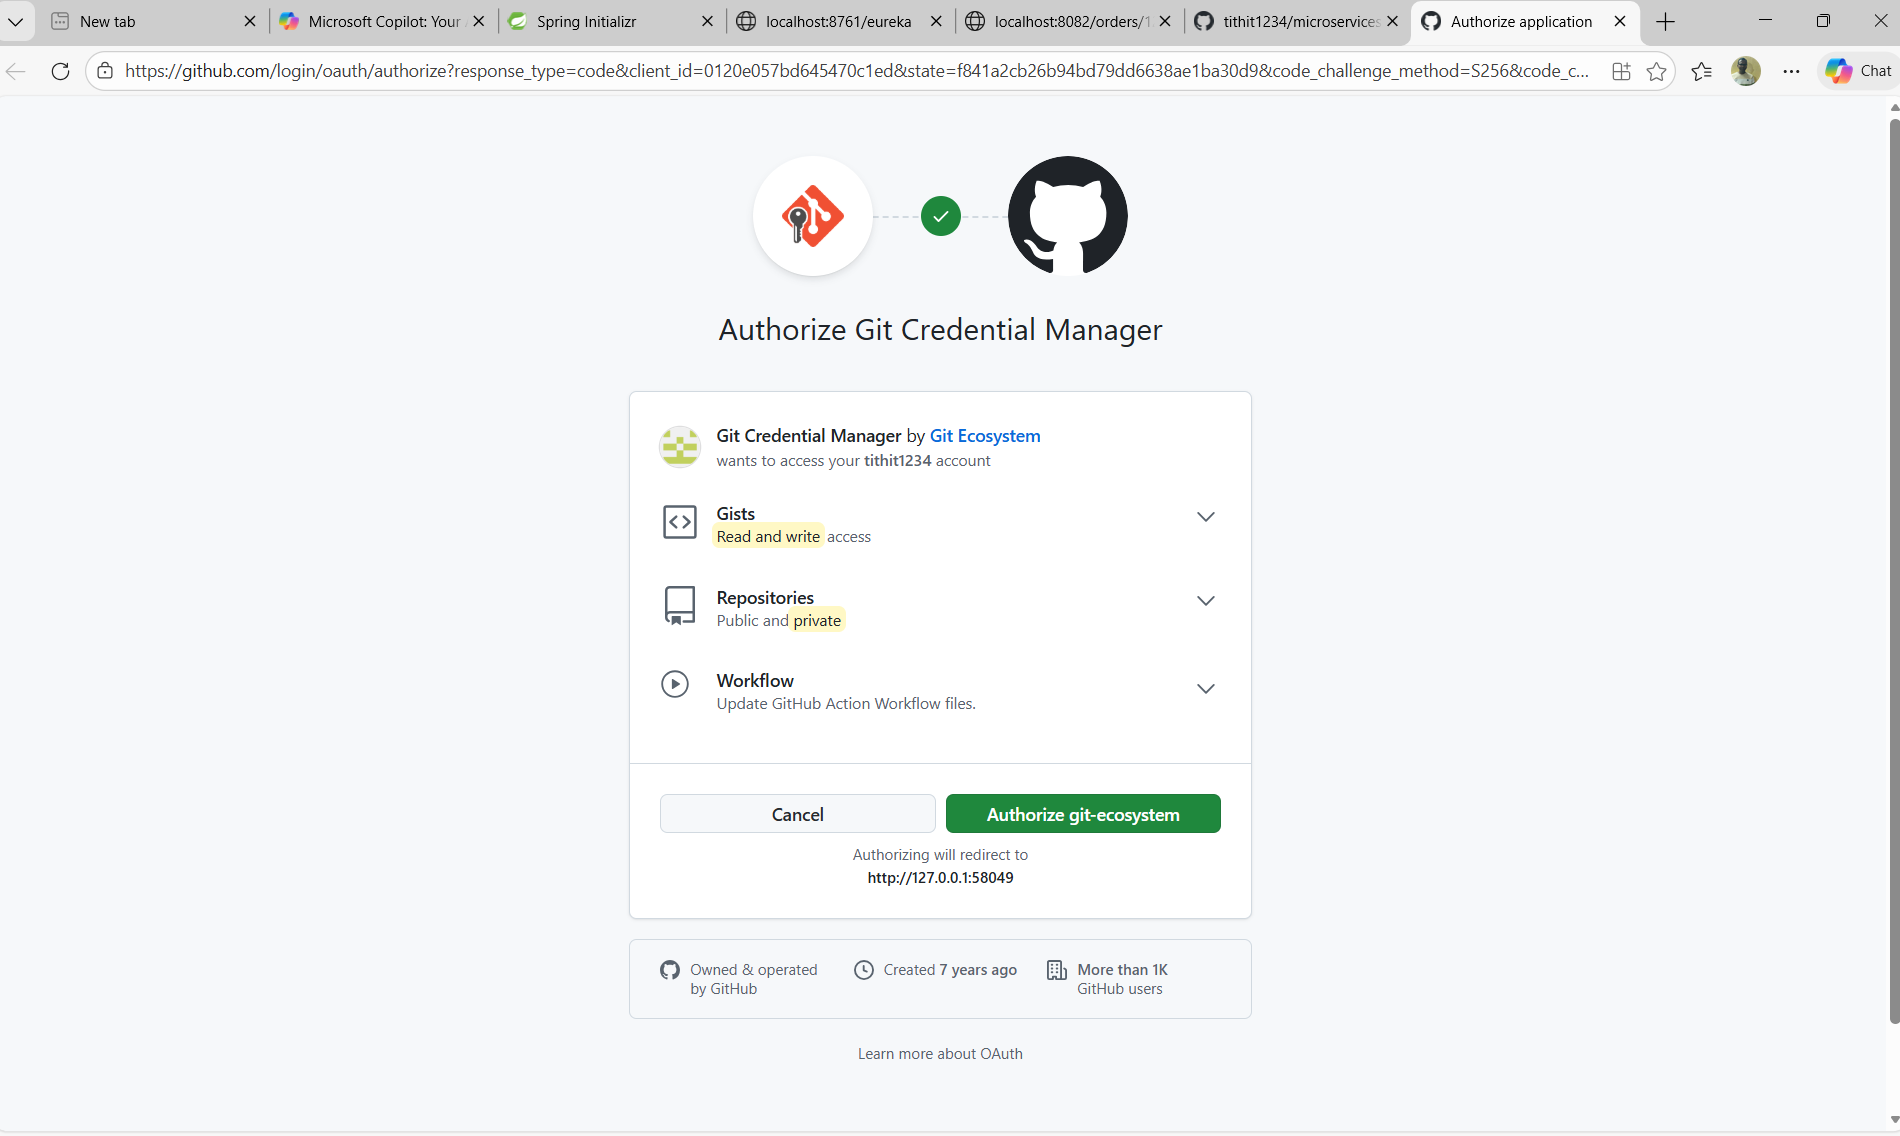 New tab
Microsoft Copilot: Your
Spring Initializr
localhost:8761/eureka
localhost:8082/orders/1
tithit1234/microservices
Authorize application
https://github.com/login/oauth/authorize?response_type=code&client_id=0120e057bd645470c1ed&state=f841a2cb26b94bd79dd6638ae1ba30d9&code_challenge_method=S256&code_c...
Chat
Authorize Git Credential Manager
Git Credential Manager by Git Ecosystem
wants to access your tithit1234 account
Gists
Read and write access
Repositories
Public and private
Workflow
Update GitHub Action Workflow files.
Cancel
Authorize git-ecosystem
Authorizing will redirect to
http://127.0.0.1:58049
Owned & operated
by GitHub
Created 7 years ago
More than 1K
GitHub users
Learn more about OAuth